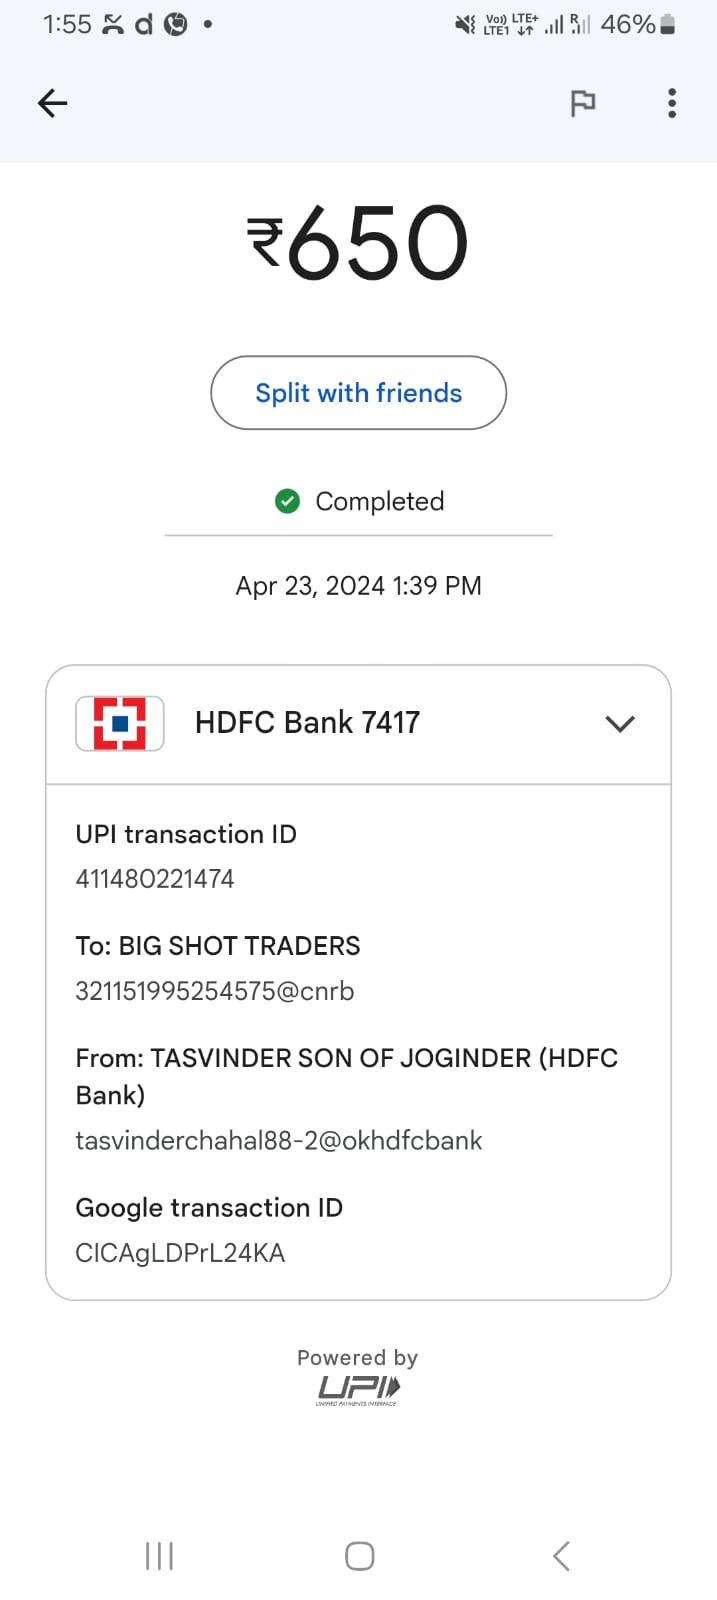 1:55
Vo)) LTE+
LTE1
R
46%
₹650
Split with friends
Completed
Apr 23, 2024 1:39 PM
HDFC Bank 7417
UPI transaction ID
411480221474
To: BIG SHOT TRADERS
321151995254575@cnrb
From: TASVINDER SON OF JOGINDER (HDFC
Bank)
tasvinderchahal88-2@okhdfcbank
Google transaction ID
CICAgLDPrL24KA
Powered by
UPI
UNIFIED PAYMENTS INTERFACE